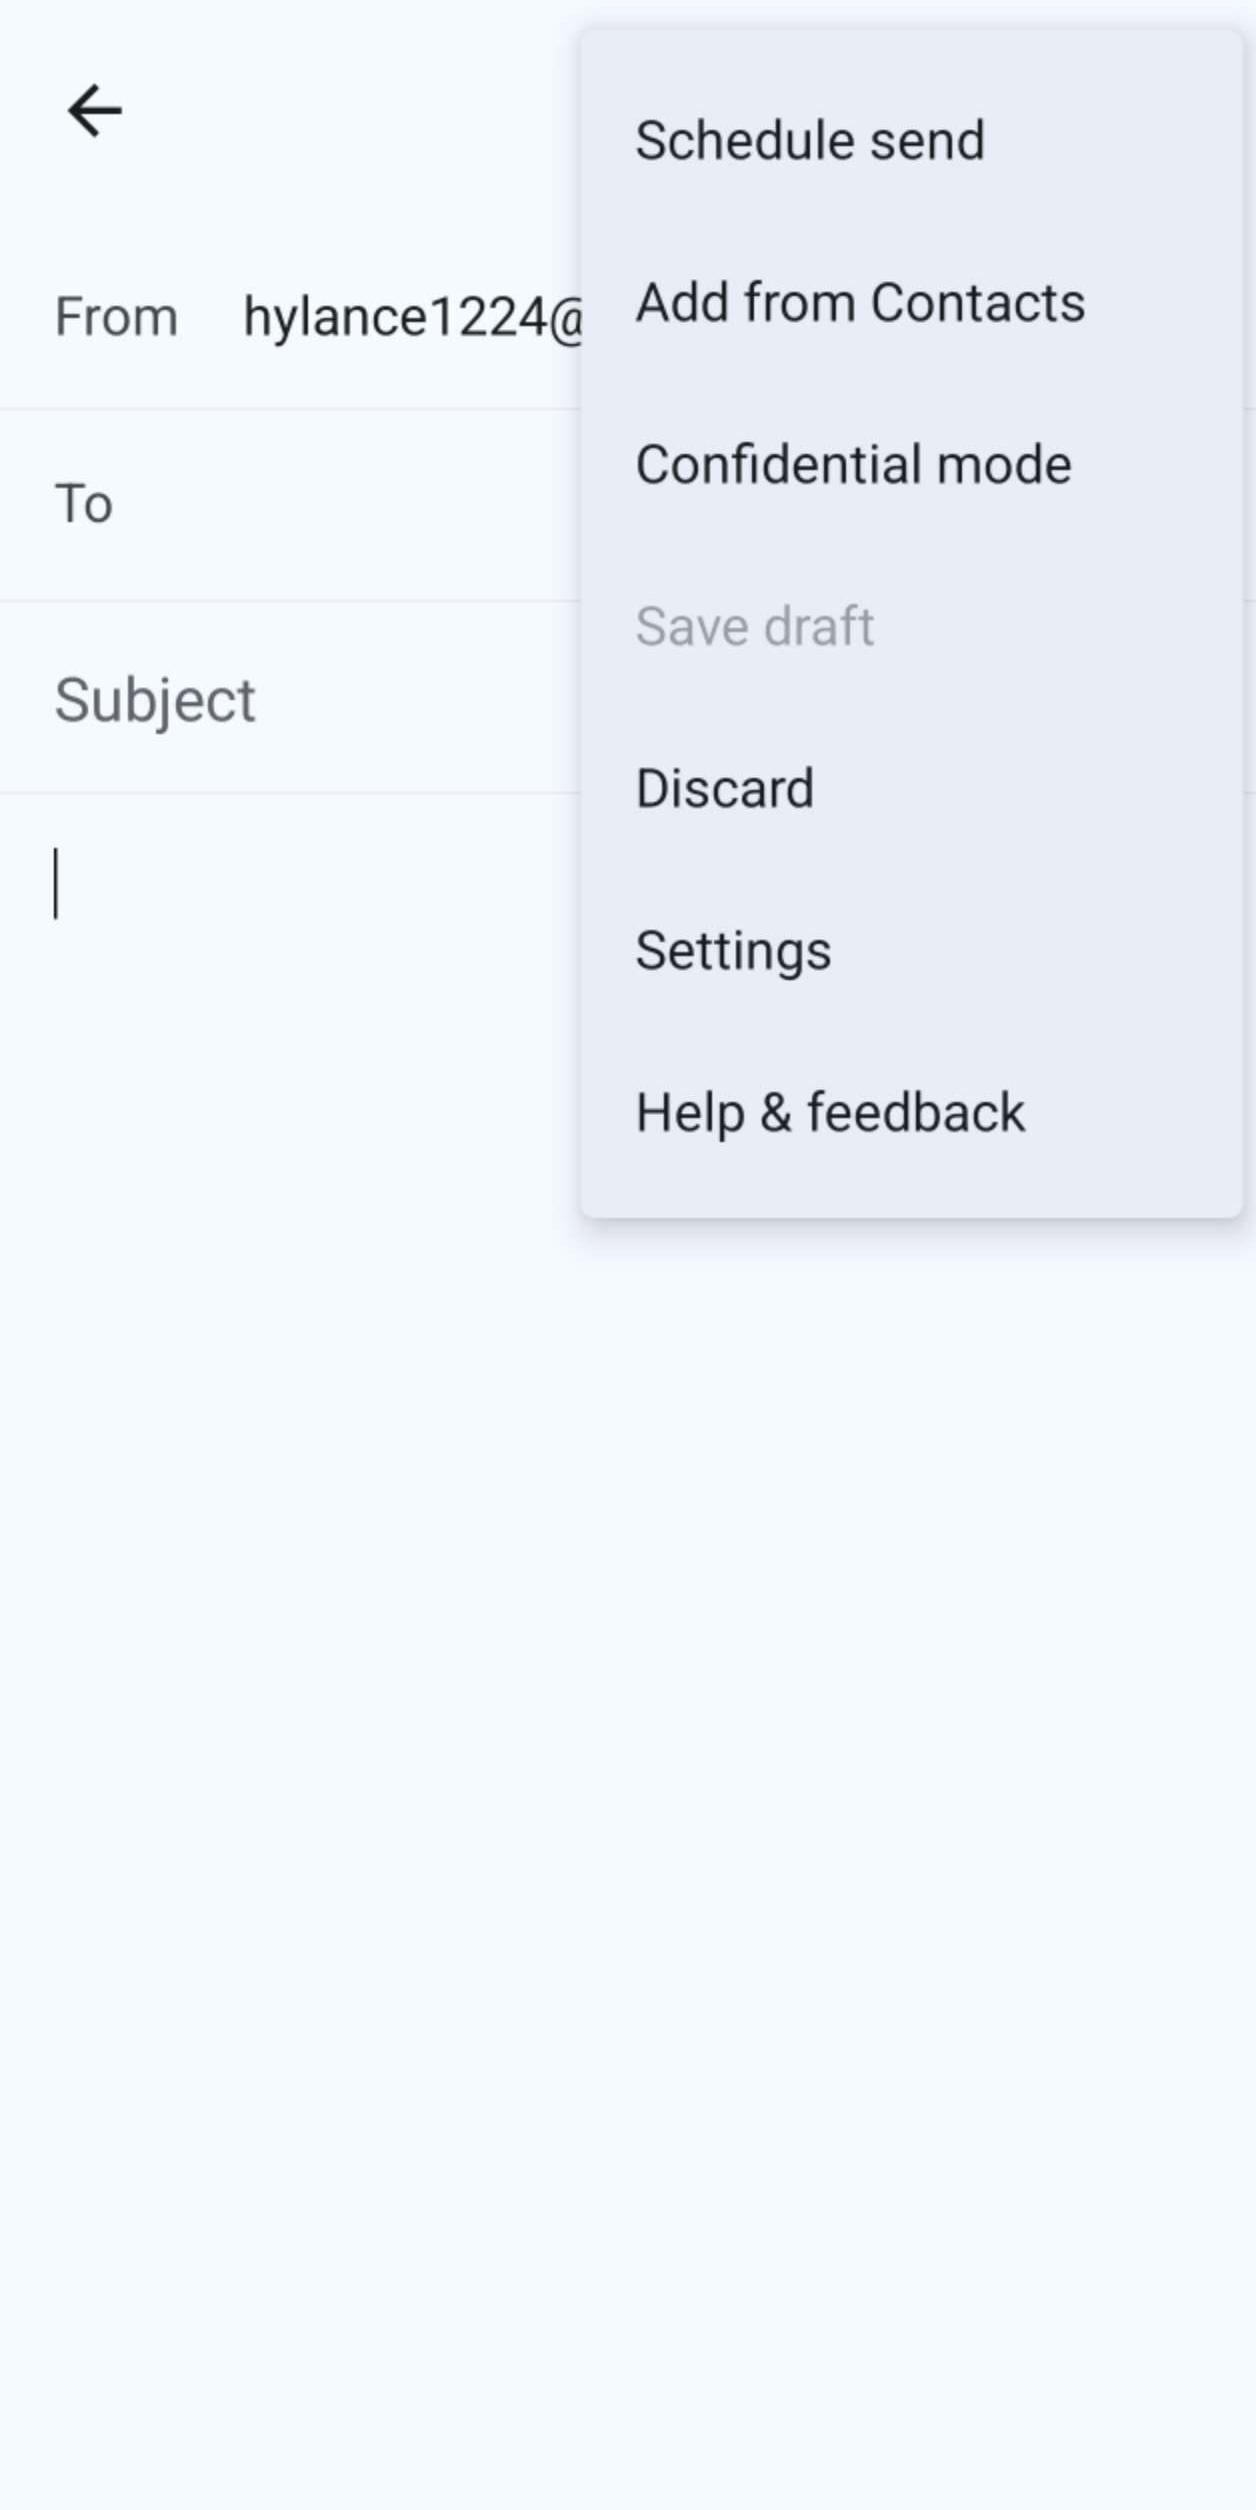 Schedule send
From hylance1224@
Add from Contacts
Confidential mode
To
Save draft
Subject
Discard
Settings
Help & feedback